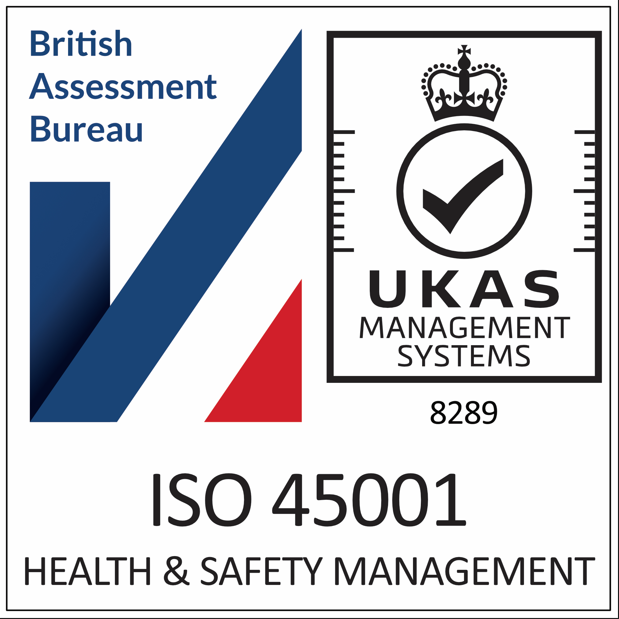 British
Assessment
Bureau
UKAS
MANAGEMENT
SYSTEMS
8289
ISO 45001
HEALTH & SAFETY MANAGEMENT